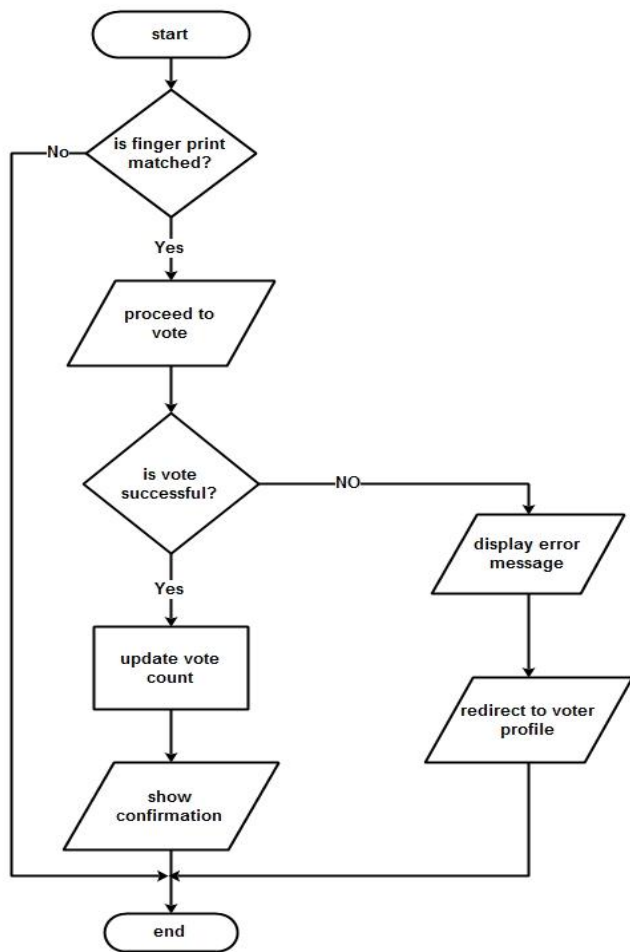 start
is finger print
matched?
No
Yes
proceed to
vote
is vote
successful?
NO
display error
message
Yes
update vote
count
redirect to voter
profile
show
confirmation
end